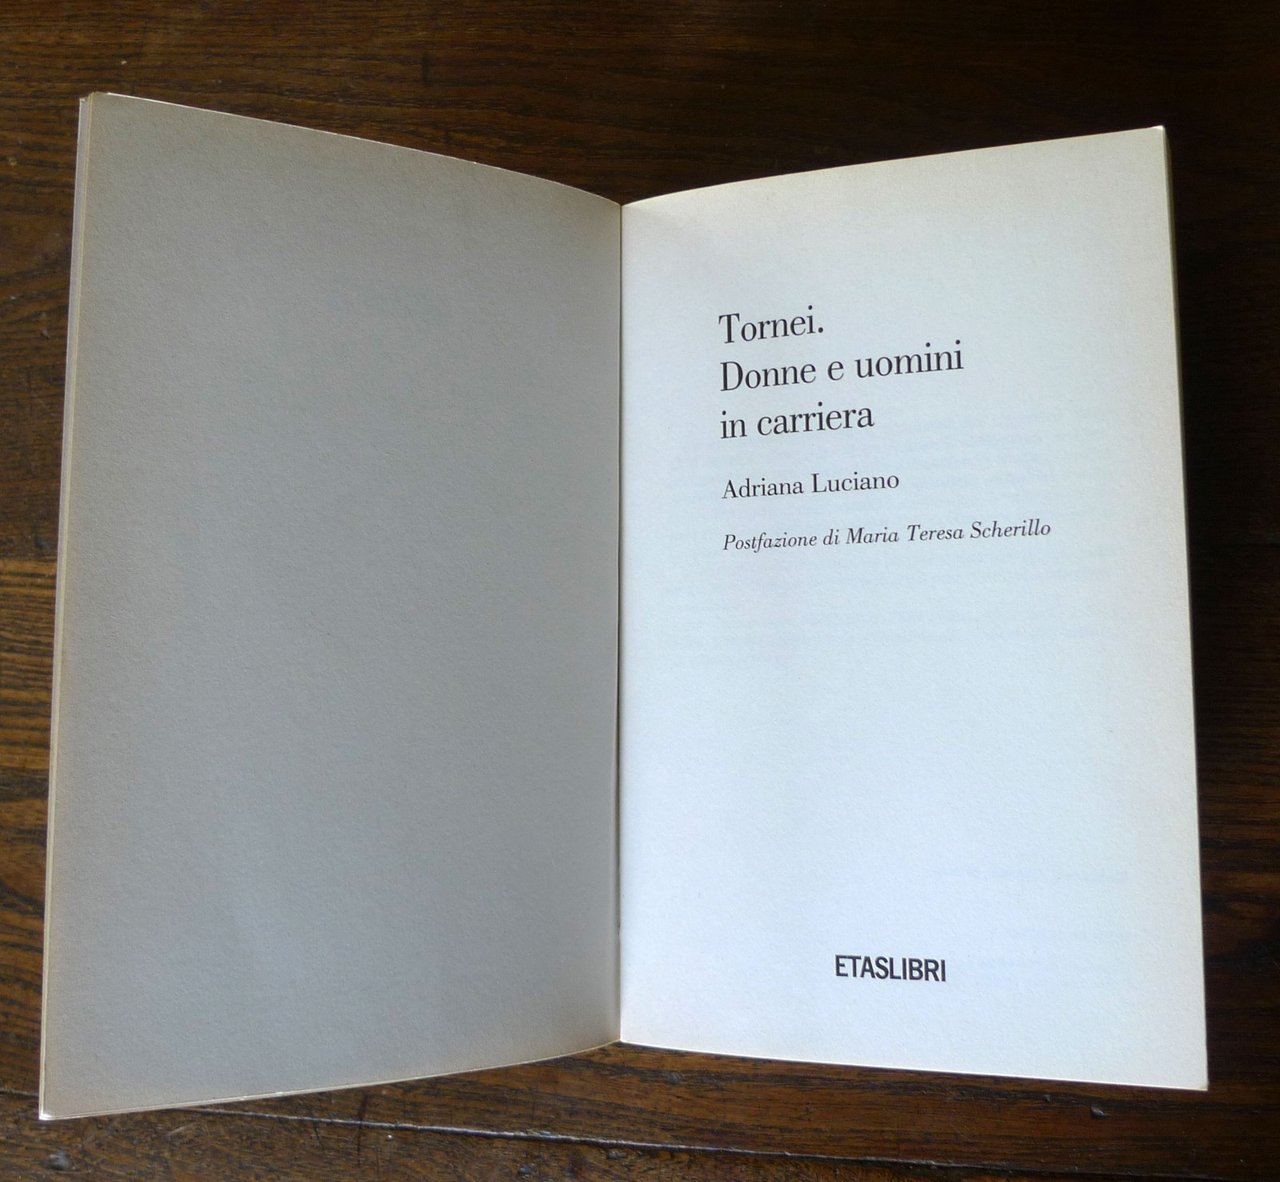 Tornei.
Donne e uomini
in carriera
Adriana Luciano
Postfazione di Maria Teresa Scherillo
ETASLIBRI